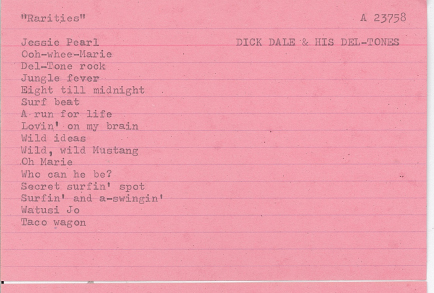 "Rarities" A 23758
Jessie Pearl DICK DALE & HIS DEL-TONES
Ooh-whee-Marie
Del-Tone rock
Jungle fever
Eight till midnight
Surf beat
A run for life
Lovin' on my brain
Wild ideas
Wild, wild Mustang
Oh Marie
Who can he be?
Secret surfin' spot
Surfin' and a-swingin'
Watusi Jo
Taco wagon